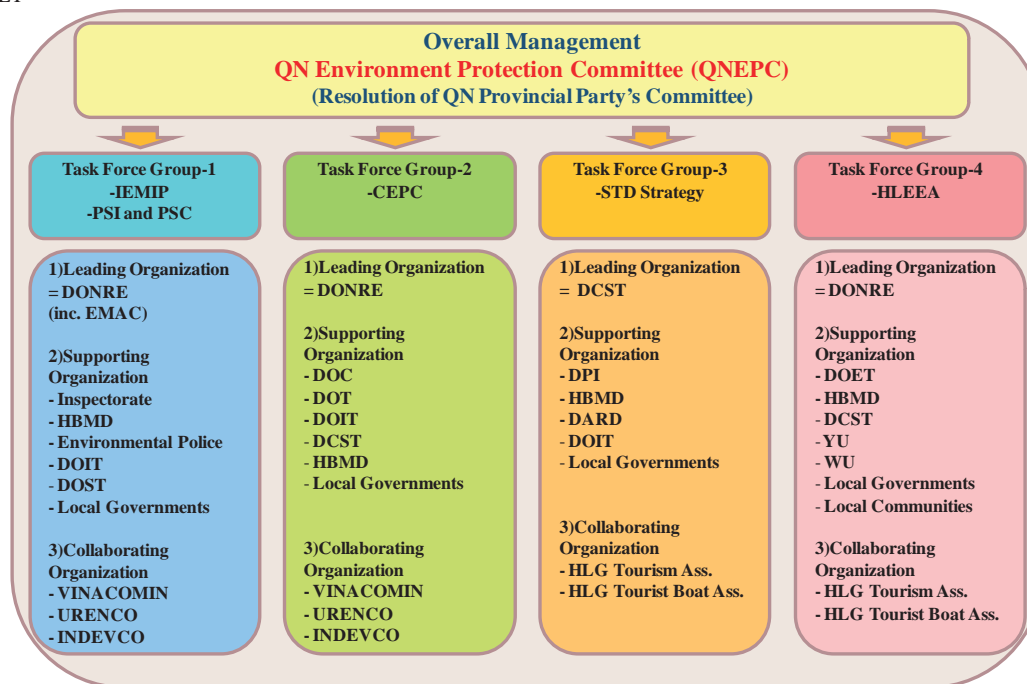 Overall Management
QN Environment Protection Committee (QNEPC)
(Resolution of QN Provincial Party's Committee)
Task Force Group-1
-IEMIP
-PSI and PSC
1)Leading Organization
= DONRE
(inc. EMAC)
2)Supporting
Organization
- Inspectorate
- HBMD
- Environmental Police
- DOIT
- DOST
- Local Governments
3)Collaborating
Organization
- VINACOMIN
- URENCO
- INDEVCO
Task Force Group-2
-CEPC
1)Leading Organization
= DONRE
2)Supporting
Organization
- DOC
- DOT
- DOIT
- DCST
- HBMD
- Local Governments
3)Collaborating
Organization
- VINACOMIN
- URENCO
- INDEVCO
Task Force Group-3
-STD Strategy
1)Leading Organization
= DCST
2)Supporting
Organization
- DPI
- HBMD
- DARD
- DOIT
- Local Governments
3)Collaborating
Organization
- HLG Tourism Ass.
- HLG Tourist Boat Ass.
Task Force Group-4
-HLEEA
1)Leading Organization
= DONRE
2)Supporting
Organization
- DOET
- HBMD
- DCST
- YU
- WU
- Local Governments
- Local Communities
3)Collaborating
Organization
- HLG Tourism Ass.
- HLG Tourist Boat Ass.